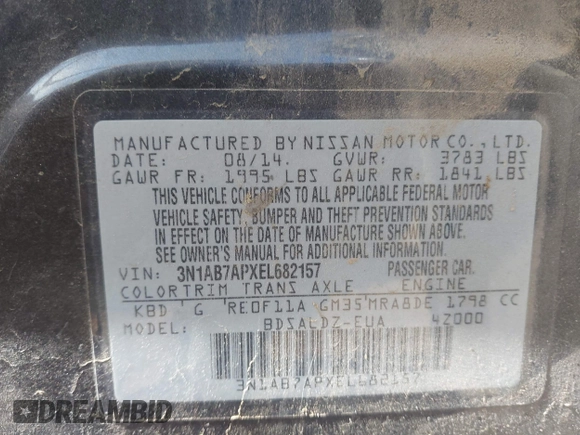 MANUFACTURED BY NISSAN MOTOR CO., LTD.
DATE: 08/14. GVWR: 3783 LBS
GAWR FR: 1995 LBS GAWR RR: 1841 LBS
THIS VEHICLE CONFORMS TO ALL APPLICABLE FEDERAL MOTOR
VEHICLE SAFETY, BUMPER AND THEFT PREVENTION STANDARDS
IN EFFECT ON THE DATE OF MANUFACTURE SHOWN ABOVE.
SEE OWNER'S MANUAL FOR ADDITIONAL INFORMATION.
VIN: 3N1AB7APXEL682157 PASSENGER CAR.
COLOR TRIM TRANS AXLE ENGINE
KBD G RE0F11A GM35 MRA8DE 1798 CC
MODEL: BDSALDZ-EUA 42000
3N1AB7APXEL682157
DREAMBID